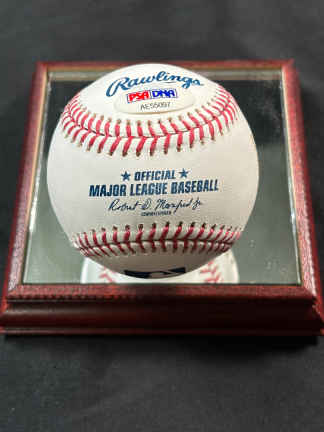 Rawlings
PSA DNA
AE55097
★ OFFICIAL ★
MAJOR LEAGUE BASEBALL
Robert D. Manfred Jr.
COMMISSIONER